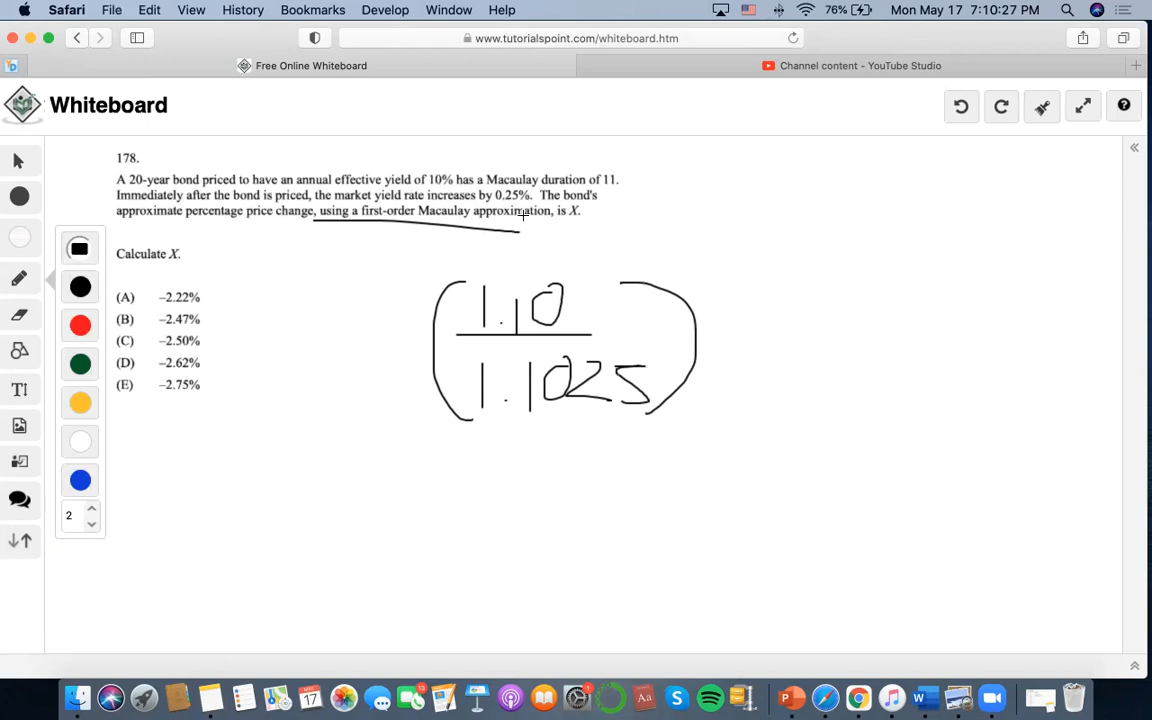 Safari File Edit View History Bookmarks Develop Window Help 76% Mon May 17 7:10:27 PM
www.tutorialspoint.com/whiteboard.htm
Free Online Whiteboard Channel content - YouTube Studio
Whiteboard
178.
A 20-year bond priced to have an annual effective yield of 10% has a Macaulay duration of 11.
Immediately after the bond is priced, the market yield rate increases by 0.25%. The bond's
approximate percentage price change, using a first-order Macaulay approximation, is X.
Calculate X.
(A) –2.22%
(B) –2.47%
(C) –2.50%
(D) –2.62%
(E) –2.75%
(1.10
1.1025)
T
2
17
Aa